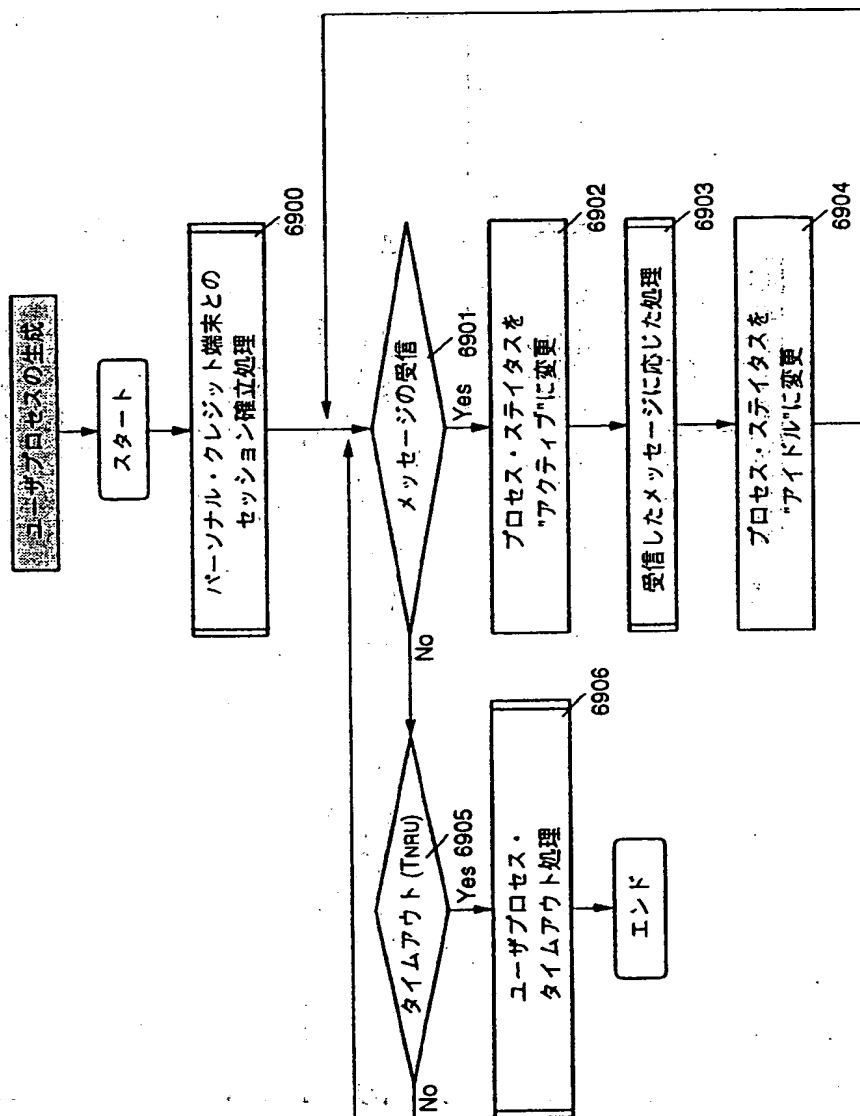 ユーザプロセスの生成
スタート
パーソナル・クレジット端末との
セッション確立処理
6900
メッセージの受信
6901
Yes
No
プロセス・ステイタスを
"アクティブ"に変更
6902
受信したメッセージに応じた処理
6903
プロセス・ステイタスを
"アイドル"に変更
6904
タイムアウト(TNRU)
6905
Yes
No
ユーザプロセス・
タイムアウト処理
6906
エンド